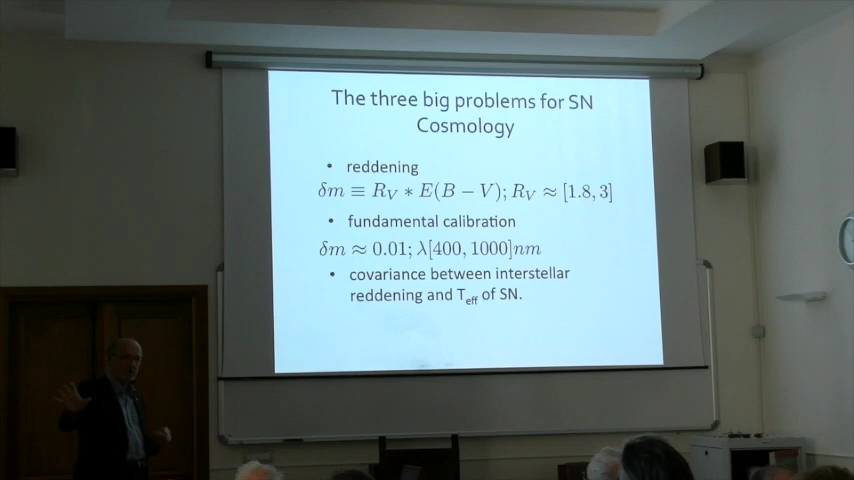 The three big problems for SN
Cosmology
• reddening
δm ≡ R_V ∗ E(B − V); R_V ≈ [1.8, 3]
• fundamental calibration
δm ≈ 0.01; λ[400, 1000]nm
• covariance between interstellar
reddening and T_eff of SN.